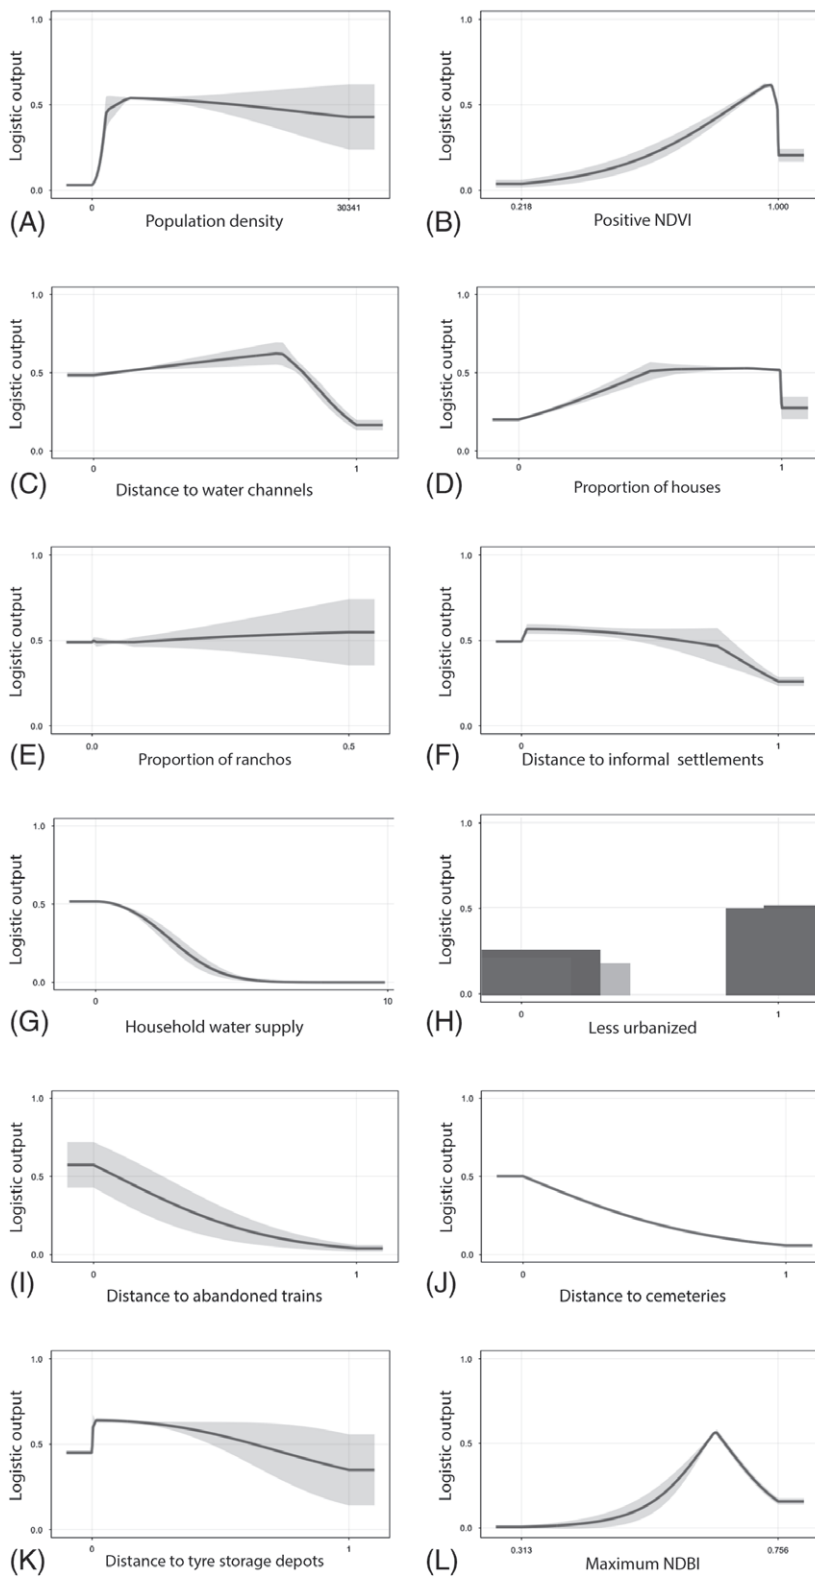 1.0
0.5
0.0
Logistic output
0
30341
(A)
Population density
1.0
0.5
0.0
Logistic output
0.218
1.000
(B)
Positive NDVI
1.0
0.5
0.0
Logistic output
0
1
(C)
Distance to water channels
1.0
0.5
0.0
Logistic output
0
1
(D)
Proportion of houses
1.0
0.5
0.0
Logistic output
0.0
0.5
(E)
Proportion of ranchos
1.0
0.5
0.0
Logistic output
0
1
(F)
Distance to informal settlements
1.0
0.5
0.0
Logistic output
0
10
(G)
Household water supply
1.0
0.5
0.0
Logistic output
0
1
(H)
Less urbanized
1.0
0.5
0.0
Logistic output
0
1
(I)
Distance to abandoned trains
1.0
0.5
0.0
Logistic output
0
1
(J)
Distance to cemeteries
1.0
0.5
0.0
Logistic output
0
1
(K)
Distance to tyre storage depots
1.0
0.5
0.0
Logistic output
0.313
0.756
(L)
Maximum NDBI